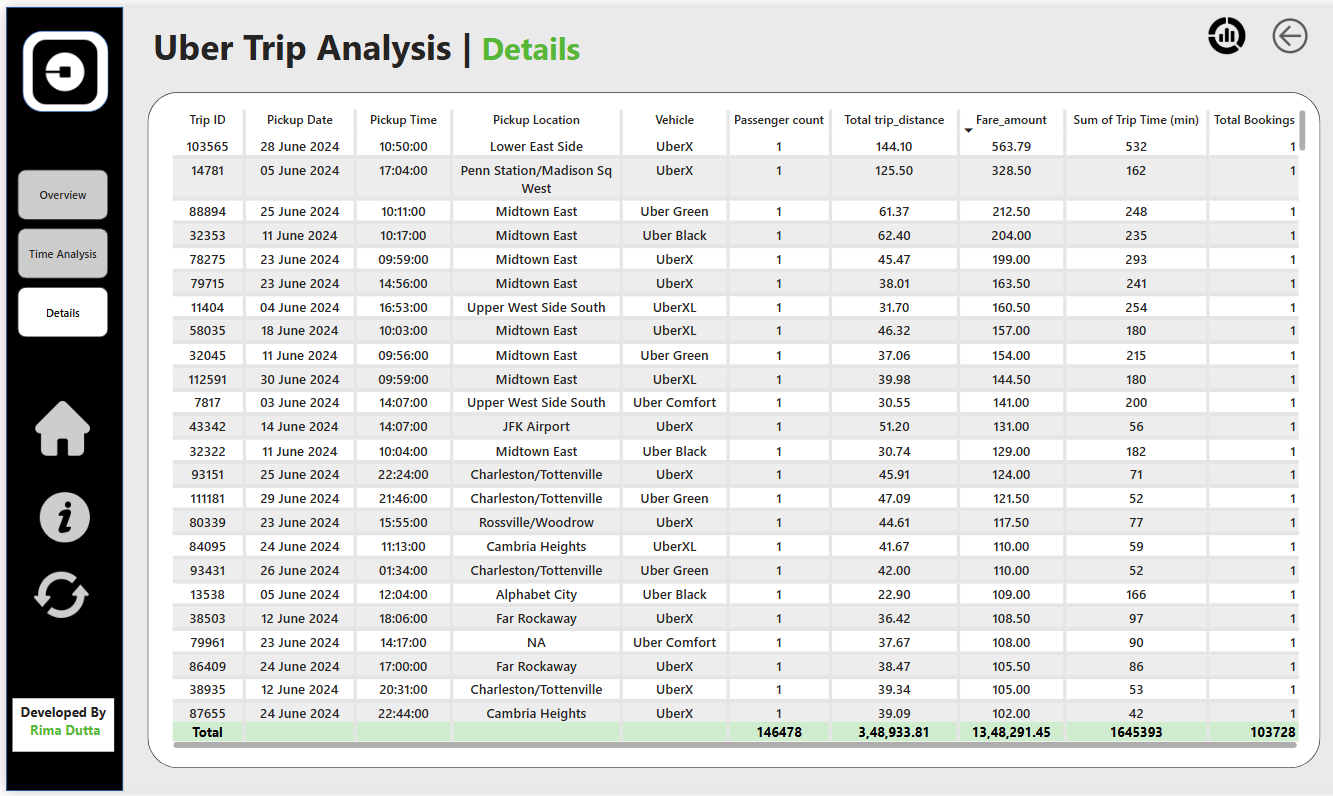 Uber Trip Analysis | Details
Overview
Time Analysis
Details
Developed By
Rima Dutta
Trip ID Pickup Date Pickup Time Pickup Location Vehicle Passenger count Total trip_distance Fare_amount Sum of Trip Time (min) Total Bookings
103565 28 June 2024 10:50:00 Lower East Side UberX 1 144.10 563.79 532 1
14781 05 June 2024 17:04:00 Penn Station/Madison Sq West UberX 1 125.50 328.50 162 1
88894 25 June 2024 10:11:00 Midtown East Uber Green 1 61.37 212.50 248 1
32353 11 June 2024 10:17:00 Midtown East Uber Black 1 62.40 204.00 235 1
78275 23 June 2024 09:59:00 Midtown East UberX 1 45.47 199.00 293 1
79715 23 June 2024 14:56:00 Midtown East UberX 1 38.01 163.50 241 1
11404 04 June 2024 16:53:00 Upper West Side South UberXL 1 31.70 160.50 254 1
58035 18 June 2024 10:03:00 Midtown East UberXL 1 46.32 157.00 180 1
32045 11 June 2024 09:56:00 Midtown East Uber Green 1 37.06 154.00 215 1
112591 30 June 2024 09:59:00 Midtown East UberXL 1 39.98 144.50 180 1
7817 03 June 2024 14:07:00 Upper West Side South Uber Comfort 1 30.55 141.00 200 1
43342 14 June 2024 14:07:00 JFK Airport UberX 1 51.20 131.00 56 1
32322 11 June 2024 10:04:00 Midtown East Uber Black 1 30.74 129.00 182 1
93151 25 June 2024 22:24:00 Charleston/Tottenville UberX 1 45.91 124.00 71 1
111181 29 June 2024 21:46:00 Charleston/Tottenville Uber Green 1 47.09 121.50 52 1
80339 23 June 2024 15:55:00 Rossville/Woodrow UberX 1 44.61 117.50 77 1
84095 24 June 2024 11:13:00 Cambria Heights UberXL 1 41.67 110.00 59 1
93431 26 June 2024 01:34:00 Charleston/Tottenville Uber Green 1 42.00 110.00 52 1
13538 05 June 2024 12:04:00 Alphabet City Uber Black 1 22.90 109.00 166 1
38503 12 June 2024 18:06:00 Far Rockaway UberX 1 36.42 108.50 97 1
79961 23 June 2024 14:17:00 NA Uber Comfort 1 37.67 108.00 90 1
86409 24 June 2024 17:00:00 Far Rockaway UberX 1 38.47 105.50 86 1
38935 12 June 2024 20:31:00 Charleston/Tottenville UberX 1 39.34 105.00 53 1
87655 24 June 2024 22:44:00 Cambria Heights UberX 1 39.09 102.00 42 1
Total 146478 3,48,933.81 13,48,291.45 1645393 103728